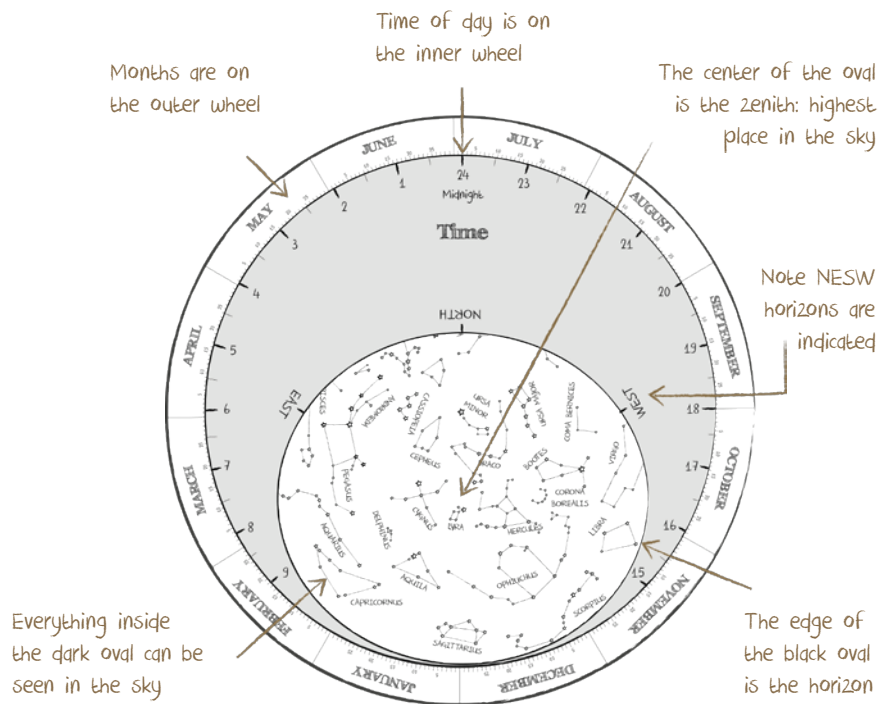 Time of day is on
the inner wheel
Months are on
the outer wheel
The center of the oval
is the zenith: highest
place in the sky
JUNE
JULY
MAY
AUGUST
24
1
23
2
22
Midnight
3
21
Time
4
20
Note NESW
horizons are
indicated
APRIL
SEPTEMBER
NORTH
5
19
EAST
WEST
6
18
PISCES
ANDROMEDA
CASSIOPEIA
URSA
MINOR
URSA MAJOR
COMA BERNICES
CEPHEUS
DRACO
BOOTES
MARCH
OCTOBER
7
17
PEGASUS
CORONA
BOREALIS
AQUARIUS
DELPHINUS
CYGNUS
LYRA
HERCULES
LIBRA
8
16
AQUILA
OPHIUCHUS
9
15
CAPRICORNUS
SCORPIUS
FEBRUARY
NOVEMBER
SAGITTARIUS
JANUARY
DECEMBER
Everything inside
the dark oval can be
seen in the sky
The edge of
the black oval
is the horizon